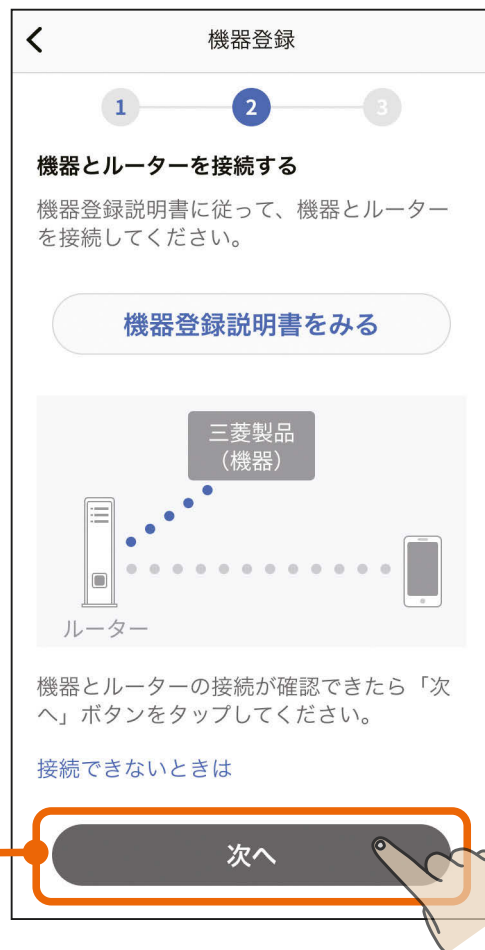 機器登録
1 2 3
機器とルーターを接続する
機器登録説明書に従って、機器とルーター
を接続してください。
機器登録説明書をみる
三菱製品
（機器）
ルーター
機器とルーターの接続が確認できたら「次
へ」ボタンをタップしてください。
接続できないときは
次へ